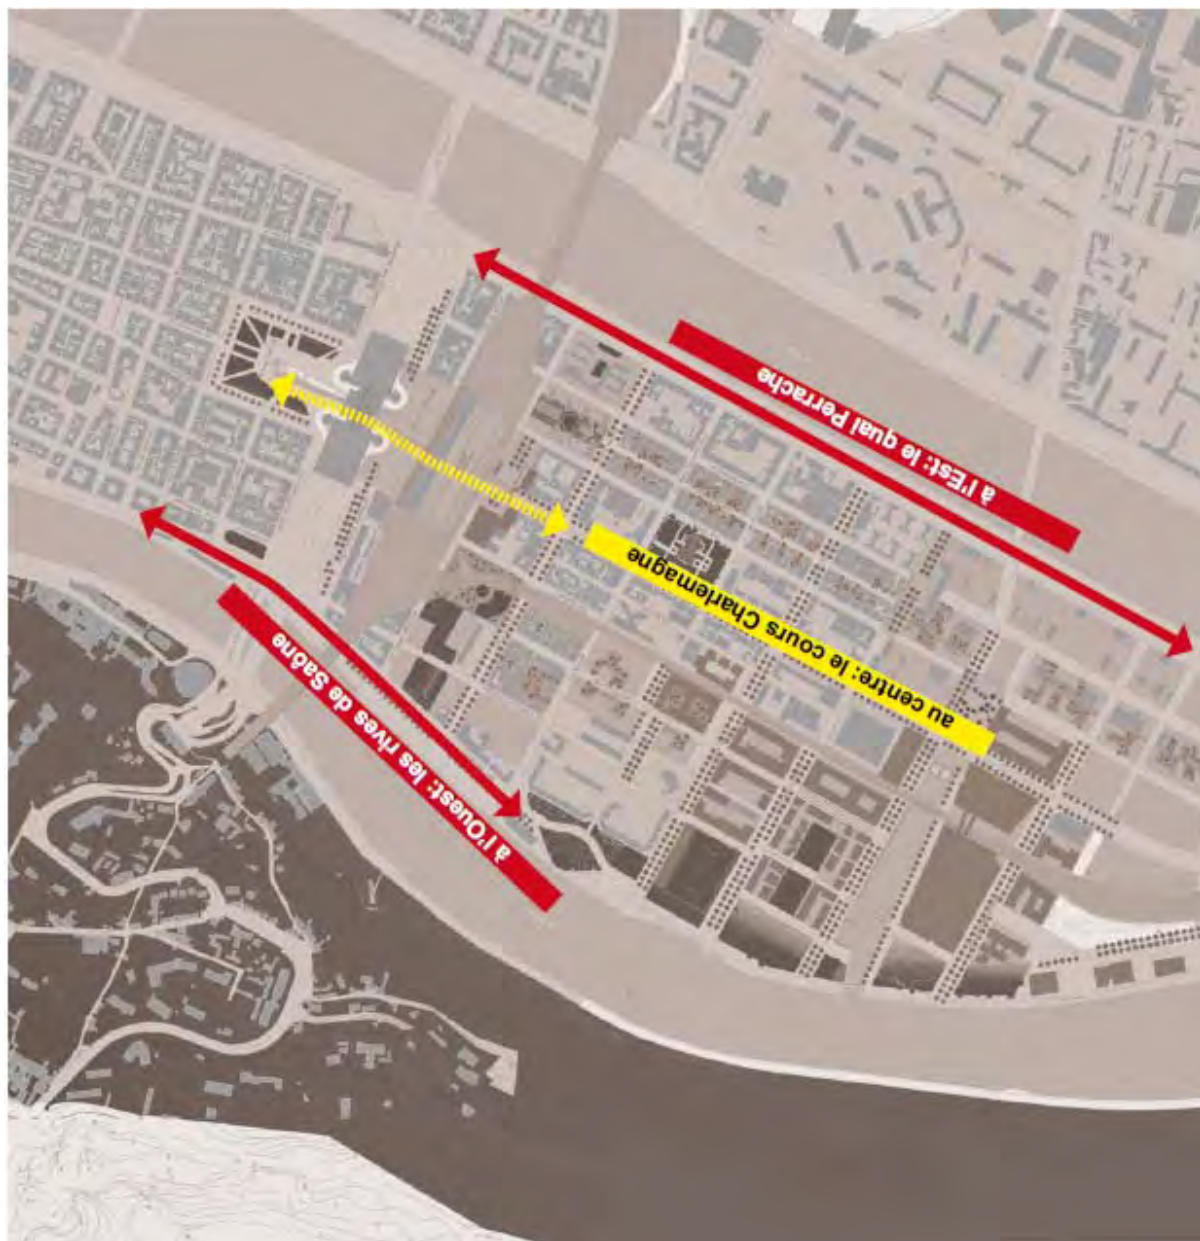 à l'Ouest: les rives de Saône
au centre: le cours Charlemagne
à l'Est: le quai Perrache